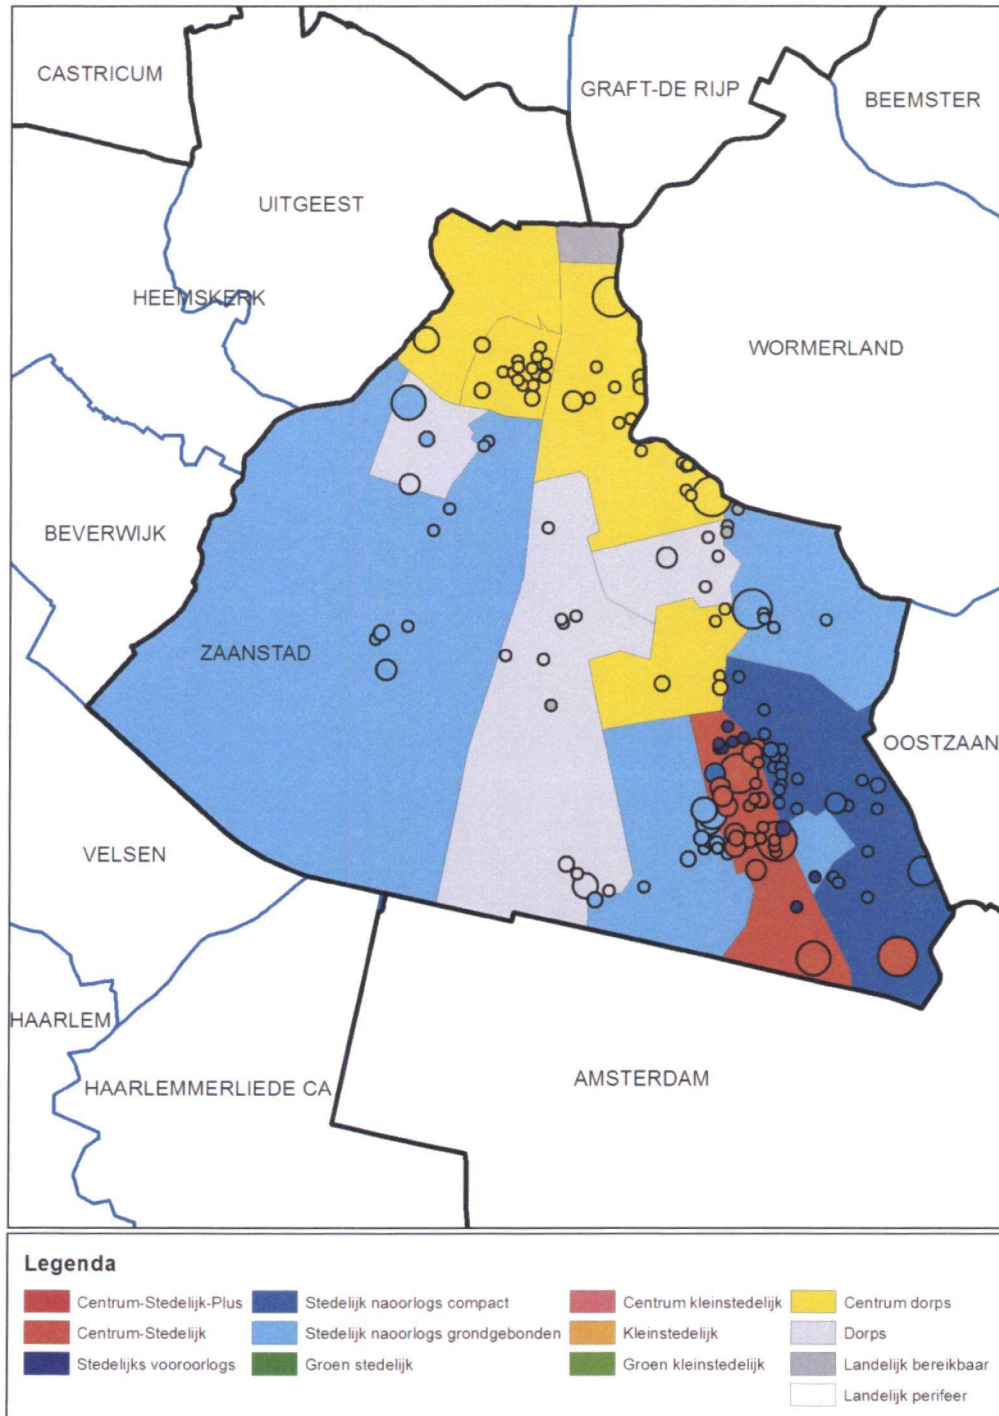 CASTRICUM
GRAFT-DE RIJP
BEEMSTER
UITGEEST
HEEMSKERK
WORMERLAND
BEVERWIJK
ZAANSTAD
OOSTZAAN
VELSEN
HAARLEM
HAARLEMMERLIEDE CA
AMSTERDAM
Legenda
Centrum-Stedelijk-Plus
Centrum-Stedelijk
Stedelijks vooroorlogs
Stedelijk naoorlogs compact
Stedelijk naoorlogs grondgebonden
Groen stedelijk
Centrum kleinstedelijk
Kleinstedelijk
Groen kleinstedelijk
Centrum dorps
Dorps
Landelijk bereikbaar
Landelijk perifeer